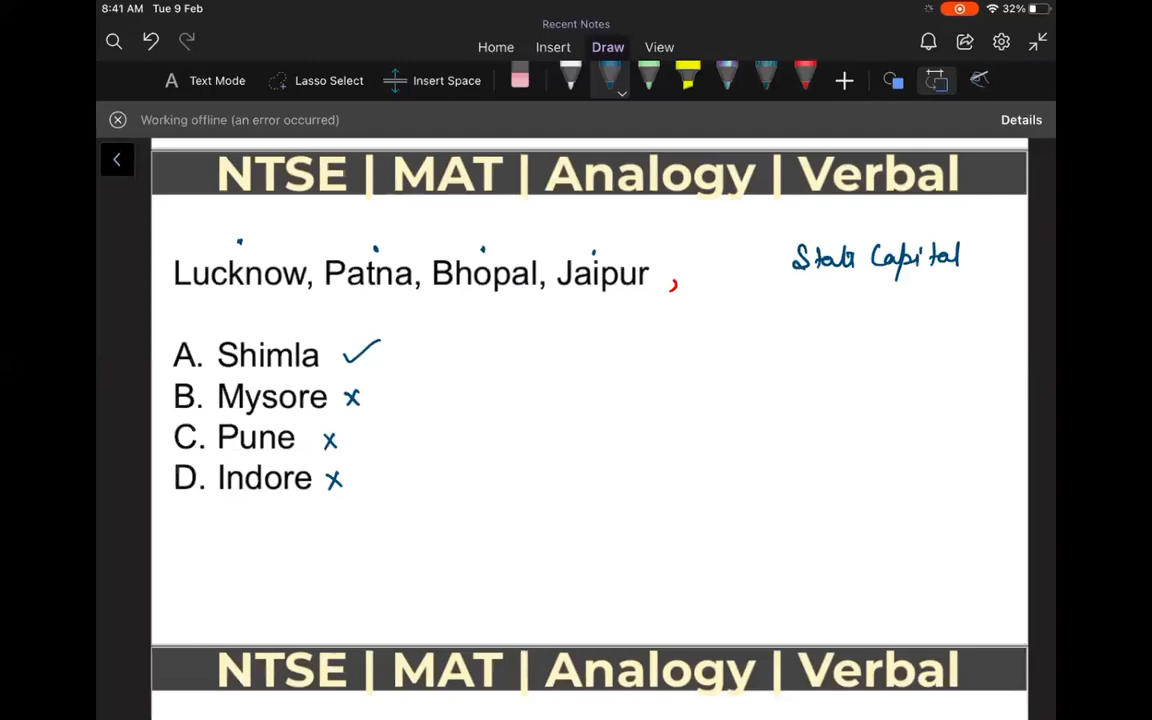 8:41 AM Tue 9 Feb
32%
Recent Notes
Home Insert Draw View
Text Mode Lasso Select Insert Space
Working offline (an error occurred) Details
NTSE | MAT | Analogy | Verbal
Lucknow, Patna, Bhopal, Jaipur , State Capital
A. Shimla ✓
B. Mysore x
C. Pune x
D. Indore x
NTSE | MAT | Analogy | Verbal